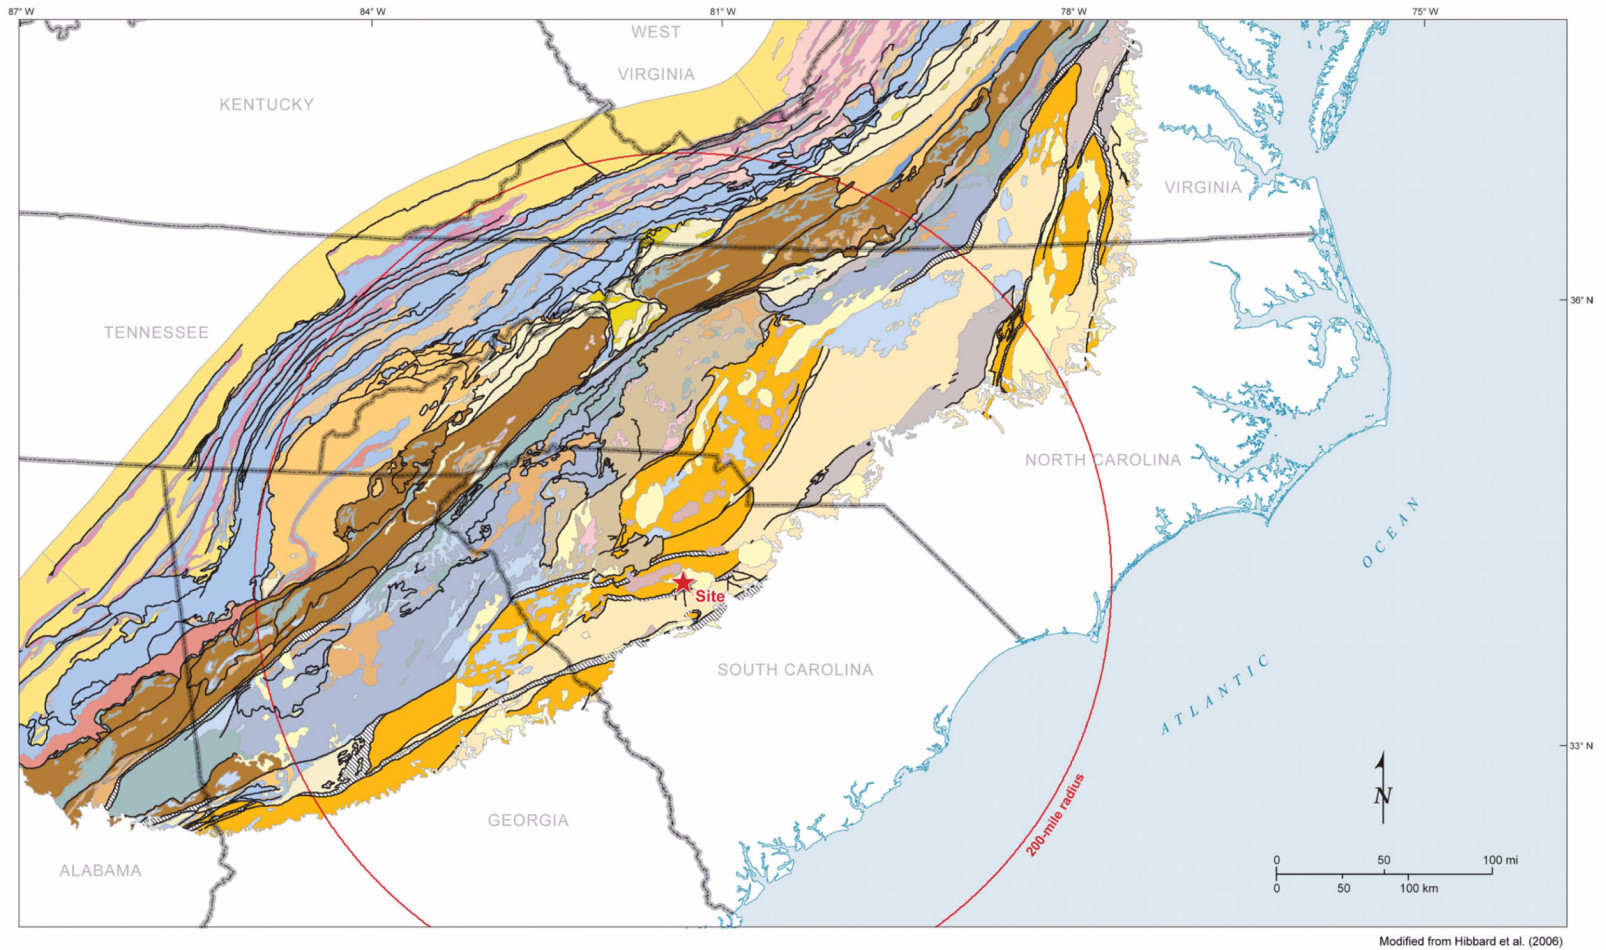 87° W 84° W 81° W 78° W 75° W
WEST
VIRGINIA
KENTUCKY
VIRGINIA
TENNESSEE
36° N
NORTH CAROLINA
OCEAN
Site
SOUTH CAROLINA
ATLANTIC
33° N
N
200-mile radius
GEORGIA
ALABAMA
0 50 100 mi
0 50 100 km
Modified from Hibbard et al. (2006)